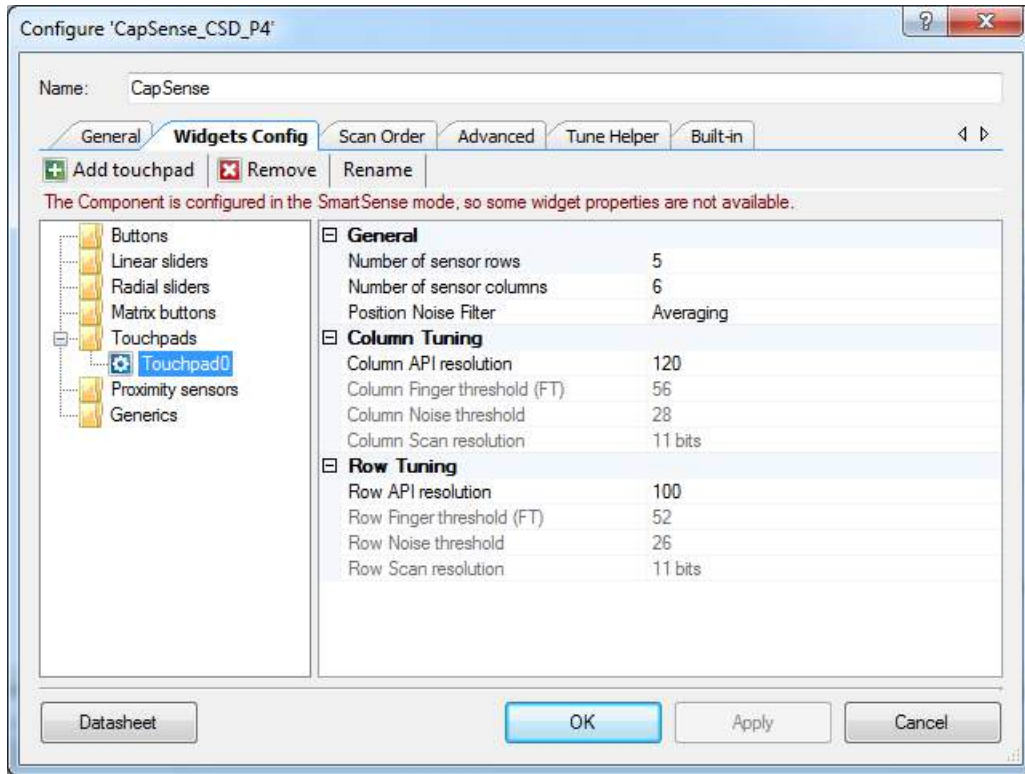 Configure 'CapSense_CSD_P4'
Name: CapSense
General Widgets Config Scan Order Advanced Tune Helper Built-in
Add touchpad Remove Rename
The Component is configured in the SmartSense mode, so some widget properties are not available.
Buttons
Linear sliders
Radial sliders
Matrix buttons
Touchpads
Touchpad0
Proximity sensors
Generics
General
Number of sensor rows 5
Number of sensor columns 6
Position Noise Filter Averaging
Column Tuning
Column API resolution 120
Column Finger threshold (FT) 56
Column Noise threshold 28
Column Scan resolution 11 bits
Row Tuning
Row API resolution 100
Row Finger threshold (FT) 52
Row Noise threshold 26
Row Scan resolution 11 bits
Datasheet OK Apply Cancel